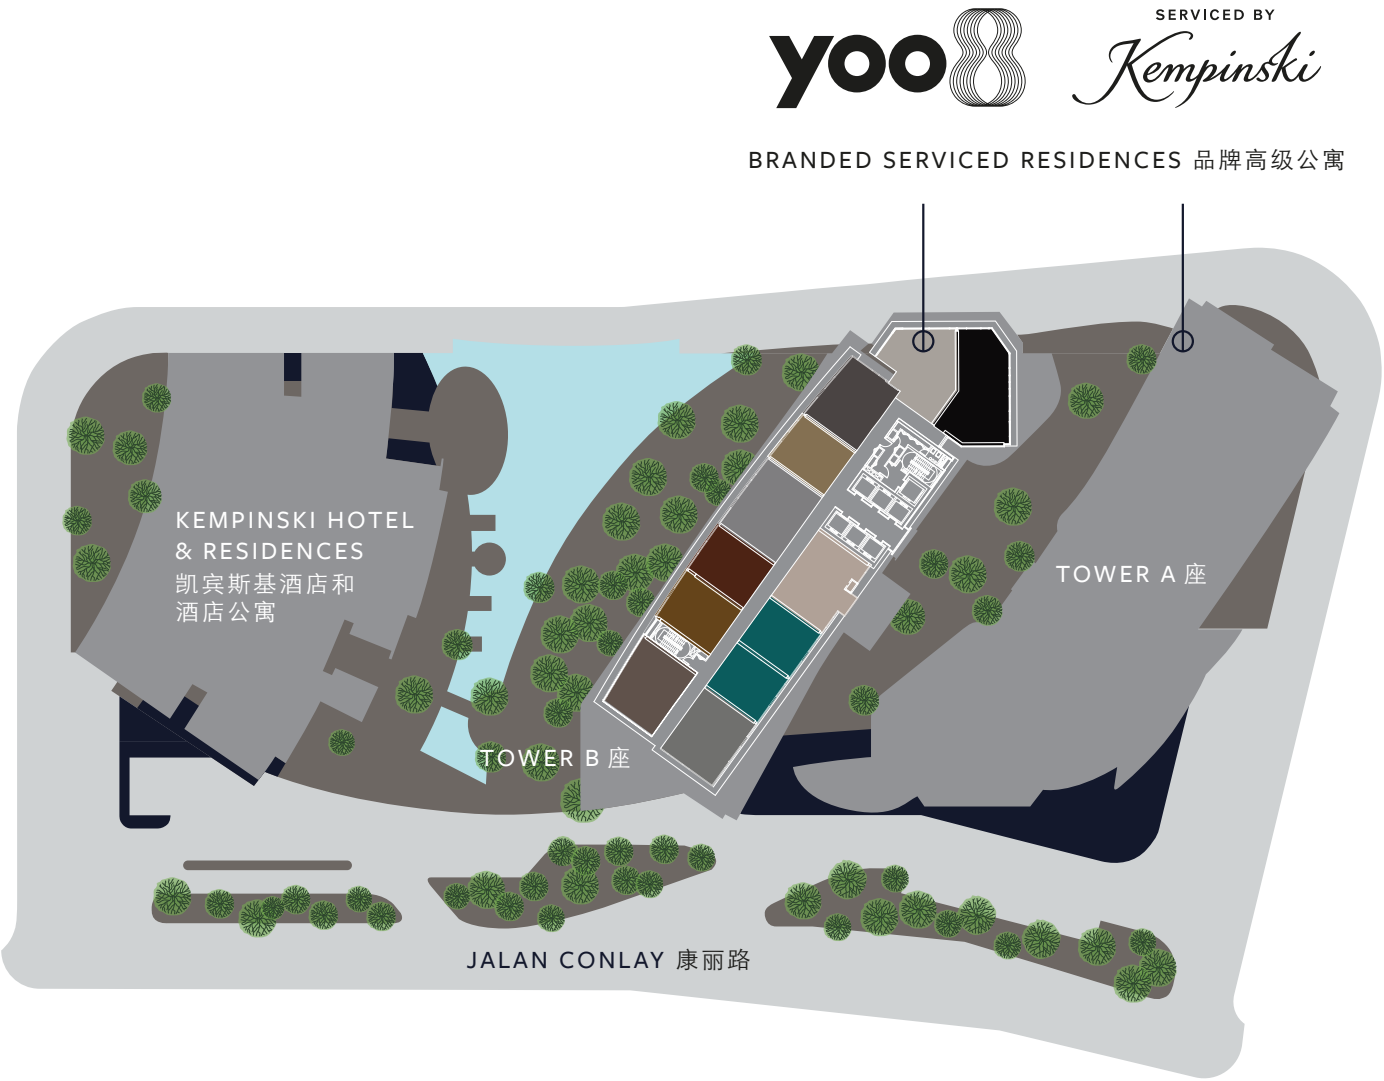 yoo8
SERVICED BY
Kempinski
BRANDED SERVICED RESIDENCES 品牌高级公寓
KEMPINSKI HOTEL
& RESIDENCES
凯宾斯基酒店和
酒店公寓
TOWER A 座
TOWER B 座
JALAN CONLAY 康丽路